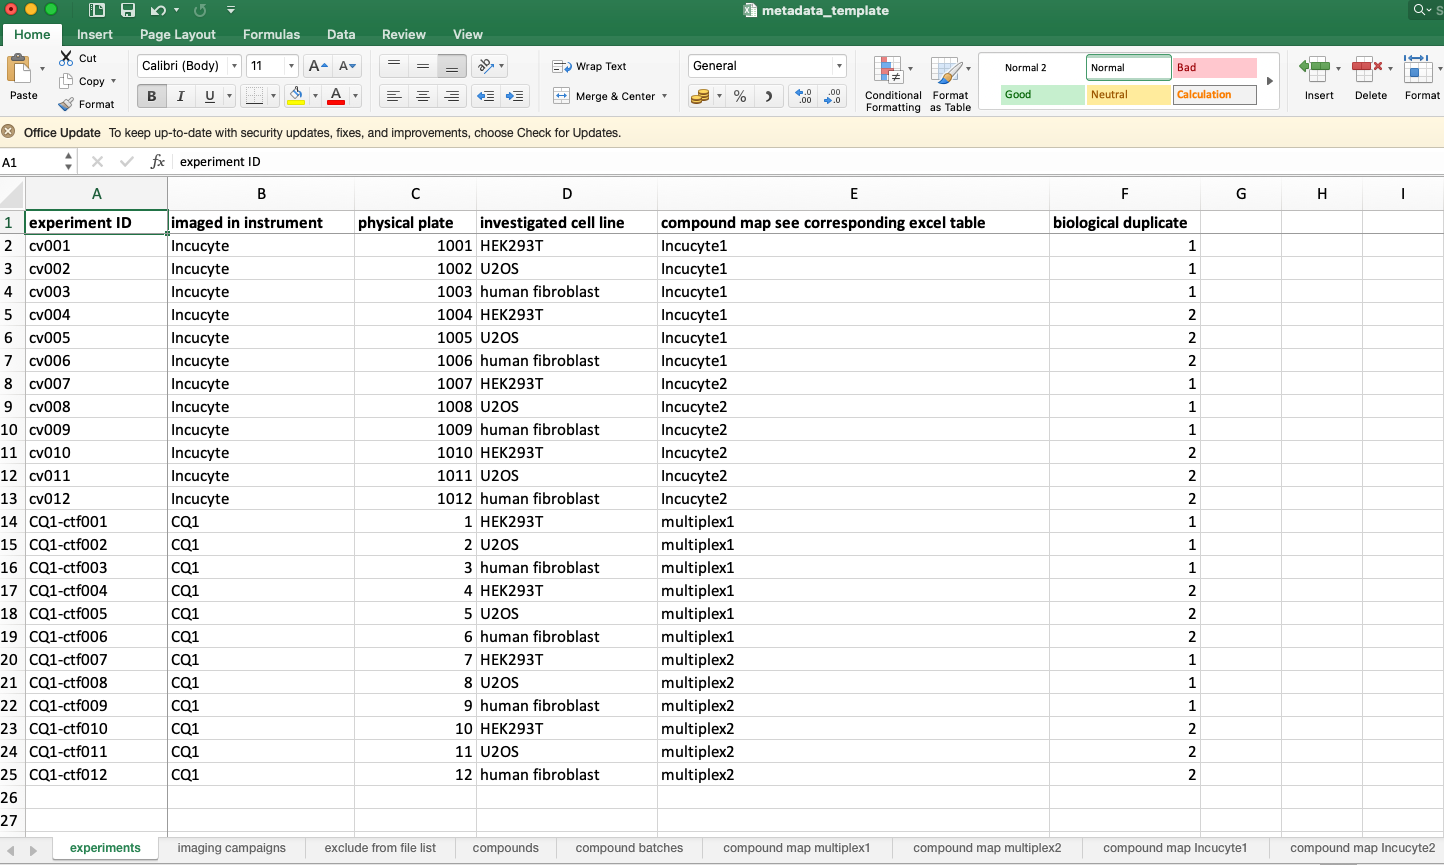 metadata_template
S
Home Insert Page Layout Formulas Data Review View
Paste
Cut
Copy
Format
Calibri (Body) 11 A A
B I U A
Wrap Text
Merge & Center
General
% .00 .0 .00
Conditional Formatting
Format as Table
Normal 2 Normal Bad
Good Neutral Calculation
Insert Delete Format
Office Update To keep up-to-date with security updates, fixes, and improvements, choose Check for Updates.
A1 fx experiment ID
A B C D E F G H I
1 experiment ID imaged in instrument physical plate investigated cell line compound map see corresponding excel table biological duplicate
2 cv001 Incucyte 1001 HEK293T Incucyte1 1
3 cv002 Incucyte 1002 U2OS Incucyte1 1
4 cv003 Incucyte 1003 human fibroblast Incucyte1 1
5 cv004 Incucyte 1004 HEK293T Incucyte1 2
6 cv005 Incucyte 1005 U2OS Incucyte1 2
7 cv006 Incucyte 1006 human fibroblast Incucyte1 2
8 cv007 Incucyte 1007 HEK293T Incucyte2 1
9 cv008 Incucyte 1008 U2OS Incucyte2 1
10 cv009 Incucyte 1009 human fibroblast Incucyte2 1
11 cv010 Incucyte 1010 HEK293T Incucyte2 2
12 cv011 Incucyte 1011 U2OS Incucyte2 2
13 cv012 Incucyte 1012 human fibroblast Incucyte2 2
14 CQ1-ctf001 CQ1 1 HEK293T multiplex1 1
15 CQ1-ctf002 CQ1 2 U2OS multiplex1 1
16 CQ1-ctf003 CQ1 3 human fibroblast multiplex1 1
17 CQ1-ctf004 CQ1 4 HEK293T multiplex1 2
18 CQ1-ctf005 CQ1 5 U2OS multiplex1 2
19 CQ1-ctf006 CQ1 6 human fibroblast multiplex1 2
20 CQ1-ctf007 CQ1 7 HEK293T multiplex2 1
21 CQ1-ctf008 CQ1 8 U2OS multiplex2 1
22 CQ1-ctf009 CQ1 9 human fibroblast multiplex2 1
23 CQ1-ctf010 CQ1 10 HEK293T multiplex2 2
24 CQ1-ctf011 CQ1 11 U2OS multiplex2 2
25 CQ1-ctf012 CQ1 12 human fibroblast multiplex2 2
26
27
experiments imaging campaigns exclude from file list compounds compound batches compound map multiplex1 compound map multiplex2 compound map Incucyte1 compound map Incucyte2